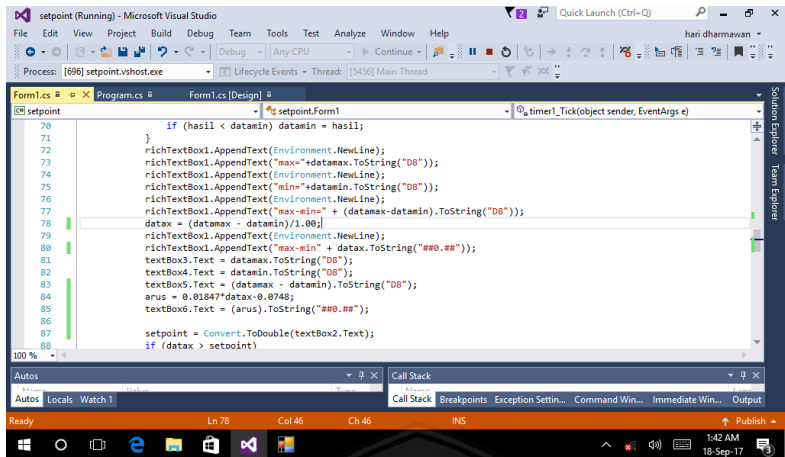 setpoint (Running) - Microsoft Visual Studio
2
Quick Launch (Ctrl+Q)
File Edit View Project Build Debug Team Tools Test Analyze Window Help
hari dharmawan
Debug Any CPU Continue
Process: [696] setpoint.vshost.exe Lifecycle Events Thread: [5456] Main Thread
Form1.cs Program.cs Form1.cs [Design]
setpoint setpoint.Form1 timer1_Tick(object sender, EventArgs e)
Solution Explorer
Team Explorer
70 if (hasil < datamin) datamin = hasil;
71 }
72 richTextBox1.AppendText(Environment.NewLine);
73 richTextBox1.AppendText("max="+datamax.ToString("D8"));
74 richTextBox1.AppendText(Environment.NewLine);
75 richTextBox1.AppendText("min="+datamin.ToString("D8"));
76 richTextBox1.AppendText(Environment.NewLine);
77 richTextBox1.AppendText("max-min=" + (datamax-datamin).ToString("D8"));
78 datax = (datamax - datamin)/1.00;
79 richTextBox1.AppendText(Environment.NewLine);
80 richTextBox1.AppendText("max-min" + datax.ToString("##0.##"));
81 textBox3.Text = datamax.ToString("D8");
82 textBox4.Text = datamin.ToString("D8");
83 textBox5.Text = (datamax - datamin).ToString("D8");
84 arus = 0.01847*datax-0.0748;
85 textBox6.Text = (arus).ToString("##0.##");
86
87 setpoint = Convert.ToDouble(textBox2.Text);
88 if (datax > setpoint)
100 %
Autos
Call Stack
Autos Locals Watch 1
Call Stack Breakpoints Exception Settin... Command Win... Immediate Win... Output
Ready Ln 78 Col 46 Ch 46 INS Publish
1:42 AM
18-Sep-17
3